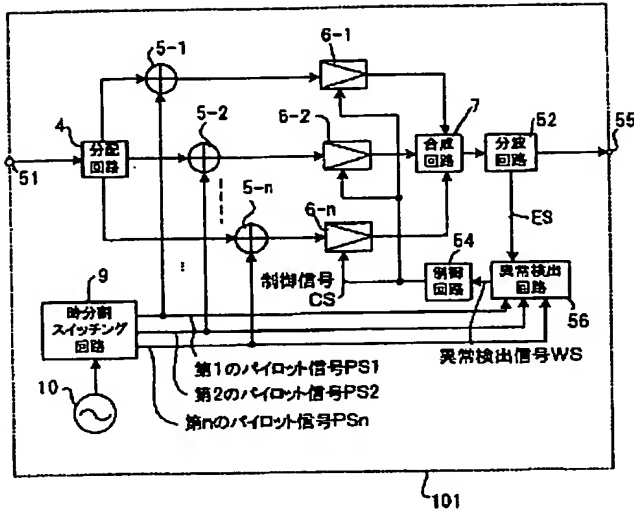 5-1
6-1
5-2
6-2
4
分配
回路
7
合成
回路
52
分波
回路
55
51
5-n
6-n
ES
制御信号
CS
54
制御
回路
異常検出
回路
56
9
時分割
スイッチング
回路
異常検出信号WS
第1のパイロット信号PS1
第2のパイロット信号PS2
第nのパイロット信号PSn
10
101